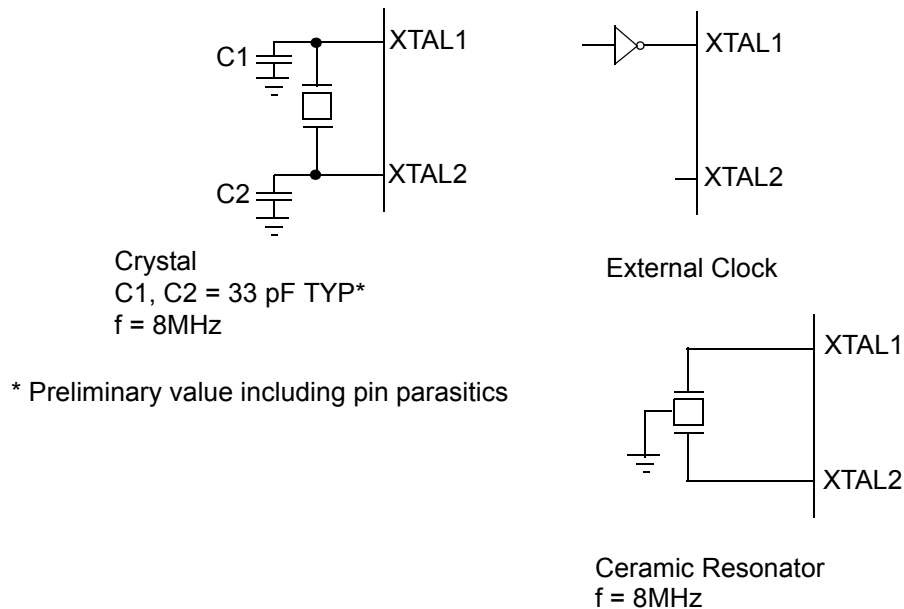 C1
XTAL1
C2
XTAL2
Crystal
C1, C2 = 33 pF TYP*
f = 8MHz
* Preliminary value including pin parasitics
XTAL1
XTAL2
External Clock
XTAL1
XTAL2
Ceramic Resonator
f = 8MHz